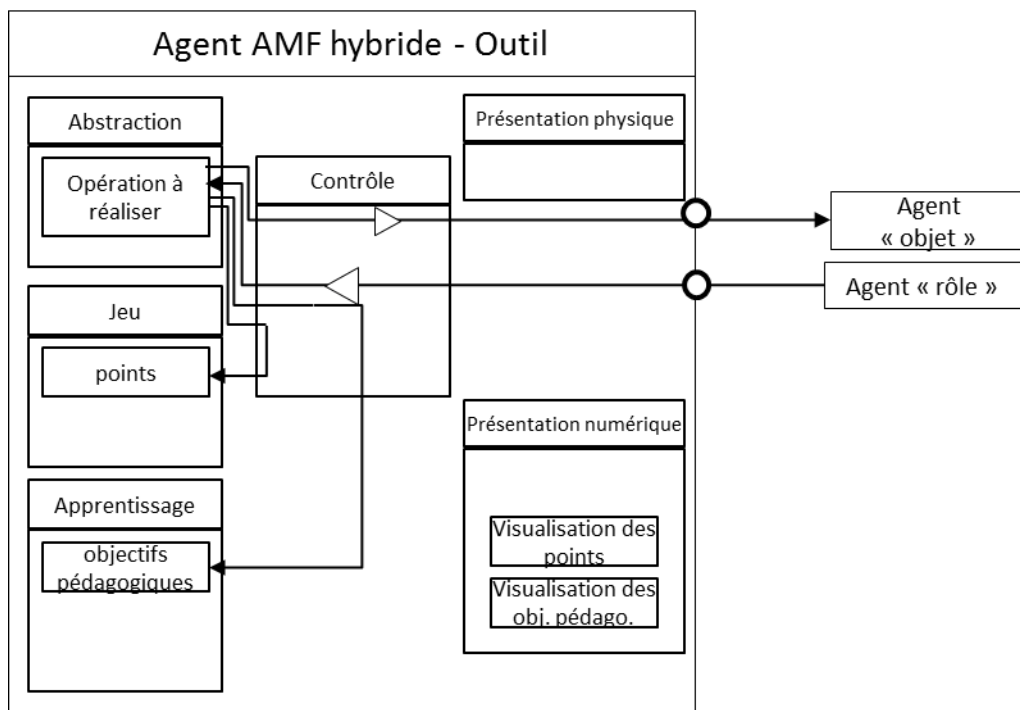 Agent AMF hybride - Outil
Abstraction
Opération à
réaliser
Contrôle
Présentation physique
Agent
« objet »
Agent « rôle »
Jeu
points
Présentation numérique
Apprentissage
objectifs
pédagogiques
Visualisation des
points
Visualisation des
obj. pédago.